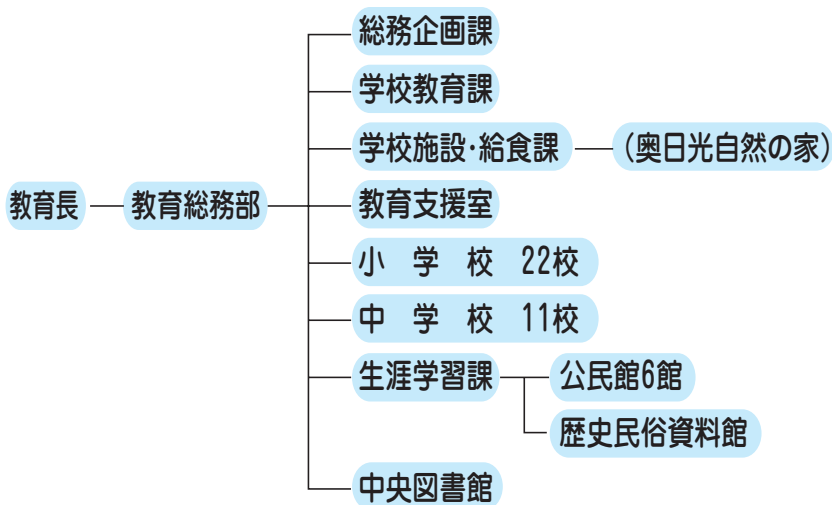 総務企画課
学校教育課
学校施設・給食課 (奥日光自然の家)
教育長 教育総務部 教育支援室
小 学 校 22校
中 学 校 11校
生涯学習課 公民館6館
歴史民俗資料館
中央図書館